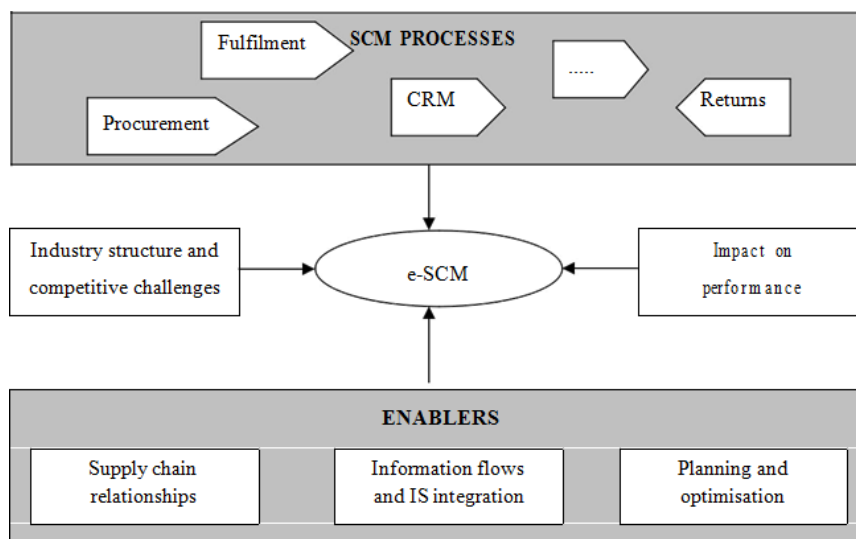 SCM PROCESSES
Fulfilment
.....
CRM
Returns
Procurement
Industry structure and
competitive challenges
e-SCM
Impact on
performance
ENABLERS
Supply chain
relationships
Information flows
and IS integration
Planning and
optimisation